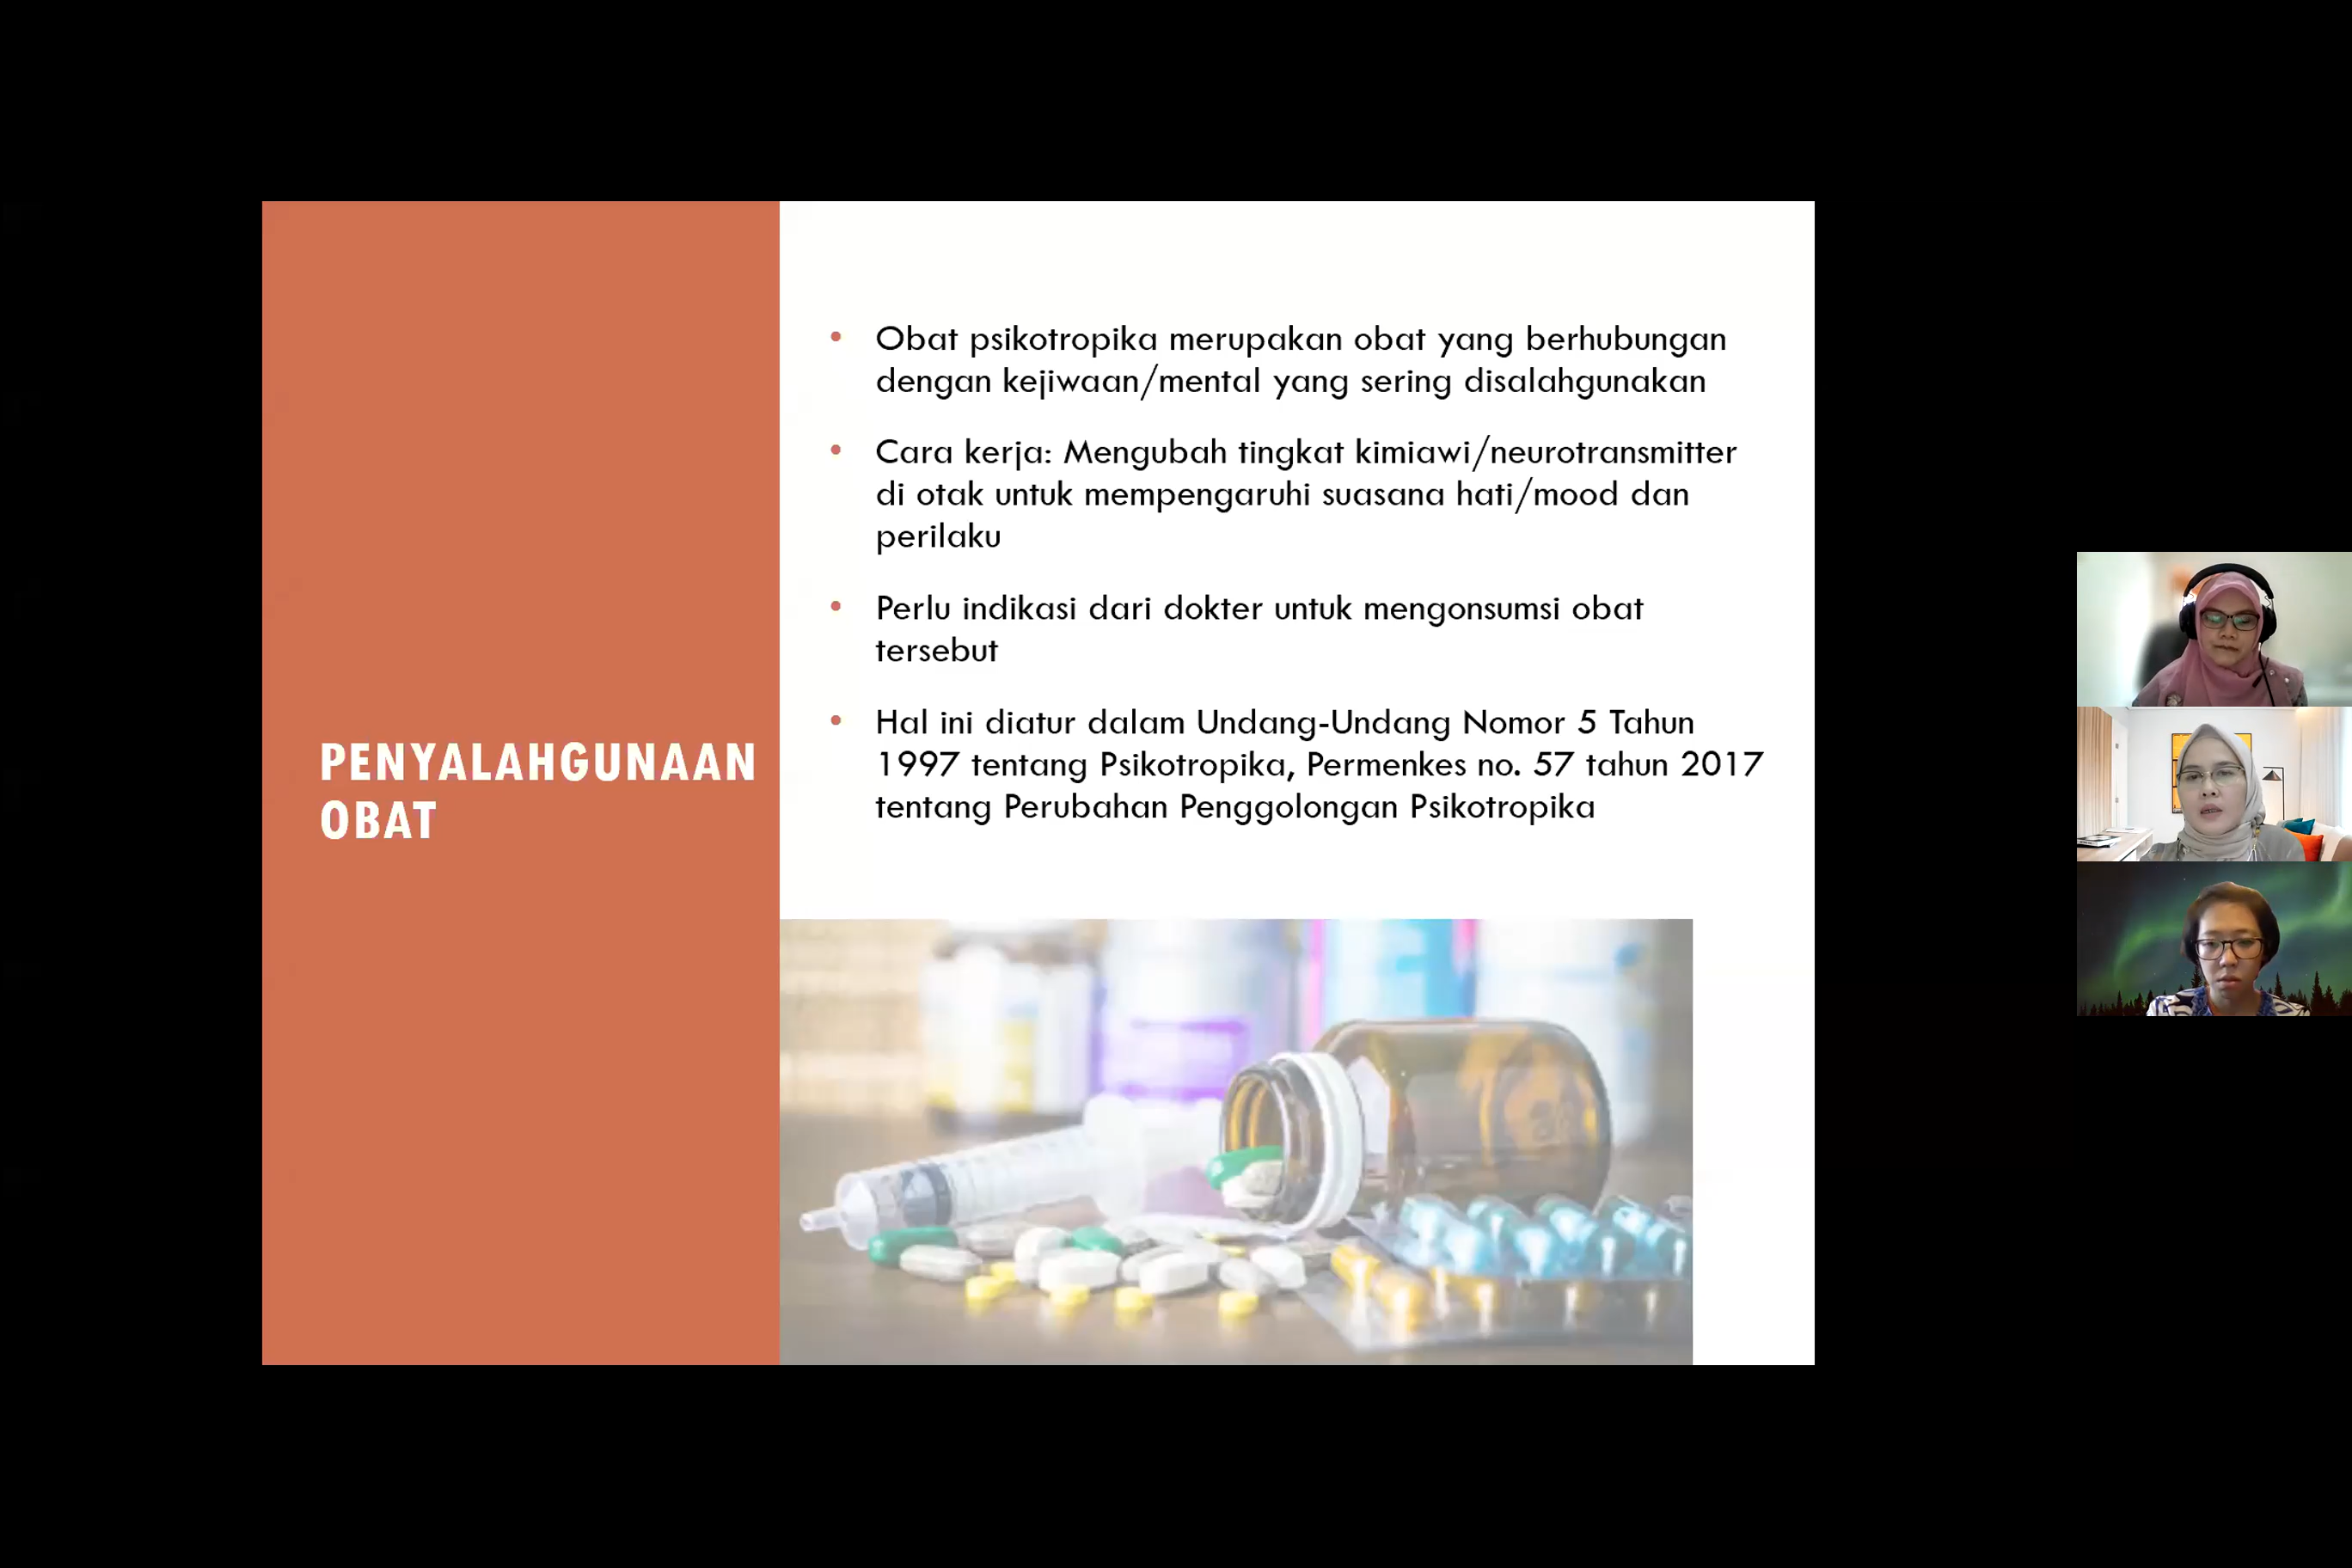 PENYALAHGUNAAN
OBAT
Obat psikotropika merupakan obat yang berhubungan
dengan kejiwaan/mental yang sering disalahgunakan
Cara kerja: Mengubah tingkat kimiawi/neurotransmitter
di otak untuk mempengaruhi suasana hati/mood dan
perilaku
Perlu indikasi dari dokter untuk mengonsumsi obat
tersebut
Hal ini diatur dalam Undang-Undang Nomor 5 Tahun
1997 tentang Psikotropika, Permenkes no. 57 tahun 2017
tentang Perubahan Penggolongan Psikotropika